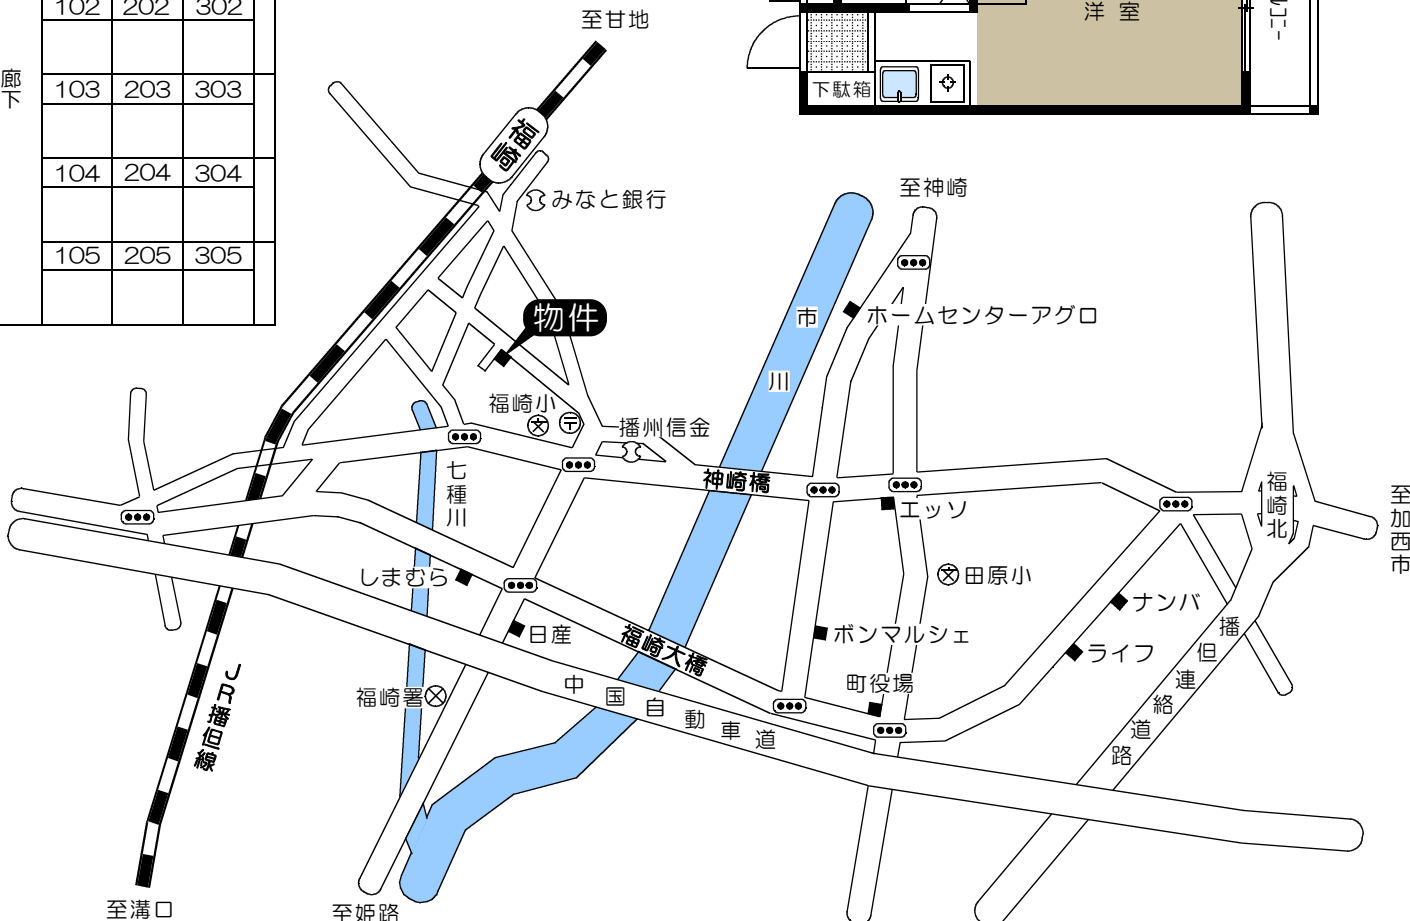 102 202 302
廊下
103 203 303
104 204 304
105 205 305
洋室
下駄箱
至甘地
福崎
みなと銀行
至神崎
物件
市川
ホームセンターアグロ
福崎小
播州信金
七種川
神崎橋
エッソ
福崎北
至加西市
しまむら
日産
福崎大橋
田原小
ボンマルシェ
ナンバ
ライフ
播但連絡道路
町役場
福崎署
中国自動車道
JR播但線
至溝口
至姫路